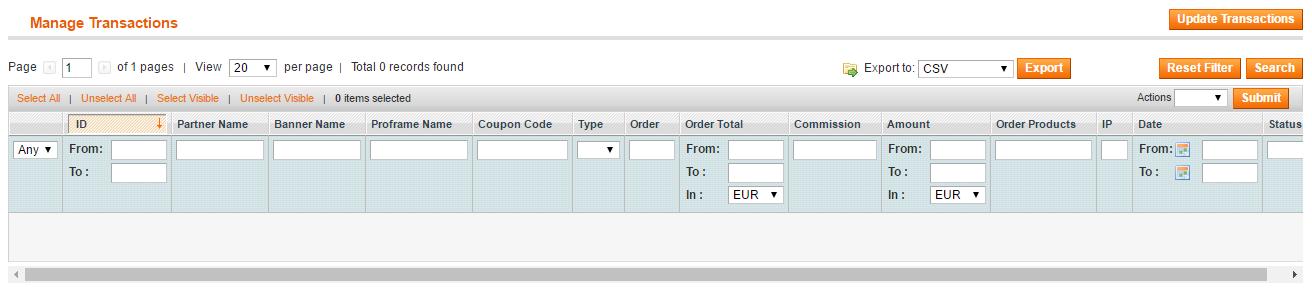 Manage Transactions
Update Transactions
Page 1 of 1 pages | View 20 per page | Total 0 records found
Export to: CSV Export Reset Filter Search
Select All | Unselect All | Select Visible | Unselect Visible | 0 items selected
Actions Submit
ID Partner Name Banner Name Proframe Name Coupon Code Type Order Order Total Commission Amount Order Products IP Date Status
Any From: From: From: From:
To : To : To : To :
In : EUR In : EUR